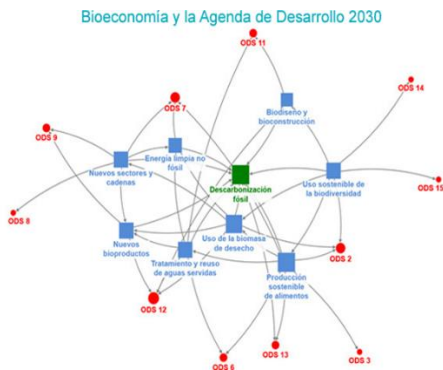 Bioeconomía y la Agenda de Desarrollo 2030
ODS 11
ODS 14
ODS 7
Biodiseño y
bioconstrucción
ODS 9
Energía limpia no
fósil
Nuevos sectores y
cadenas
Descarbonización
fósil
Uso sostenible de
la biodiversidad
ODS 15
ODS 8
Nuevos
bioproductos
Uso de la biomasa
de desecho
ODS 2
Tratamiento y reuso
de aguas servidas
Producción
sostenible
de alimentos
ODS 12
ODS 6
ODS 13
ODS 3